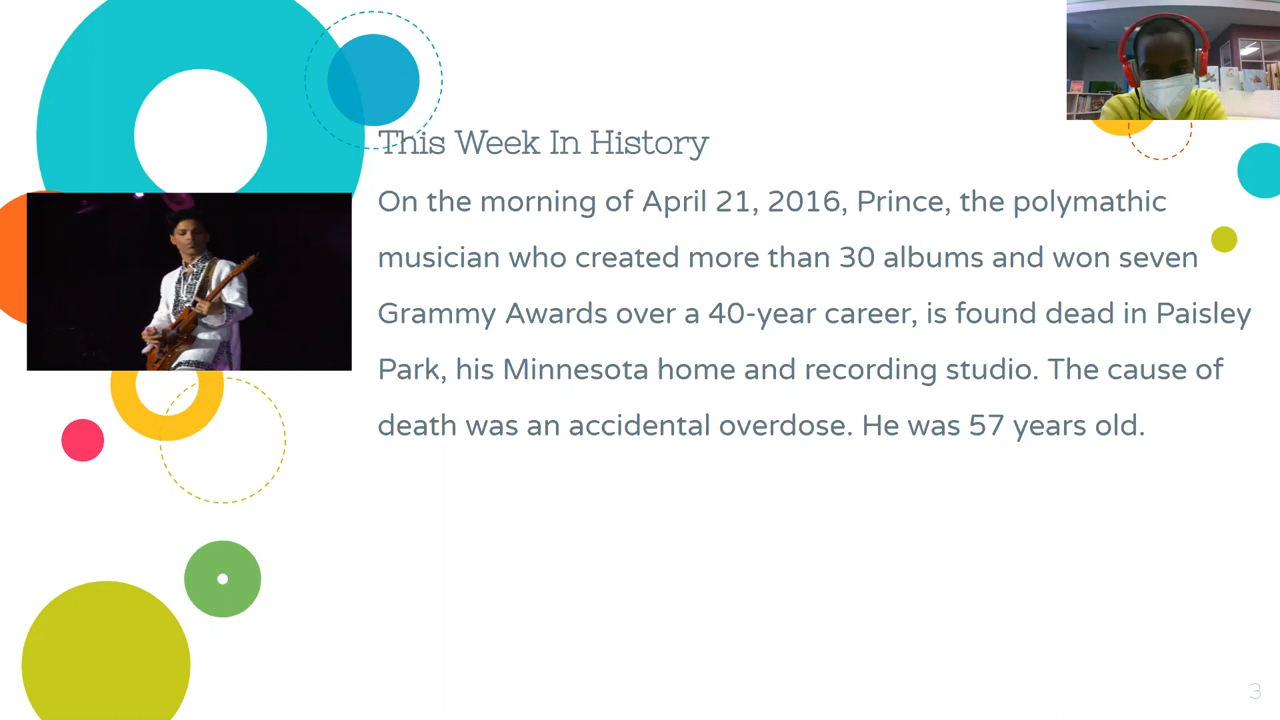 This Week In History
On the morning of April 21, 2016, Prince, the polymathic
musician who created more than 30 albums and won seven
Grammy Awards over a 40-year career, is found dead in Paisley
Park, his Minnesota home and recording studio. The cause of
death was an accidental overdose. He was 57 years old.
3